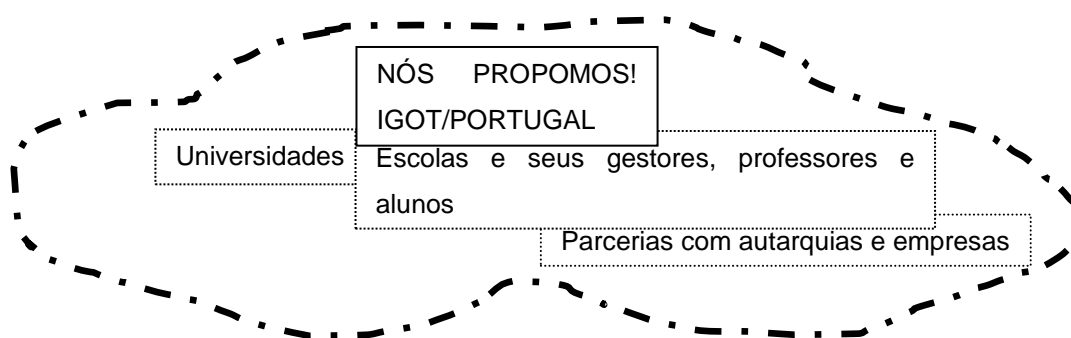 NÓS PROPOMOS!
IGOT/PORTUGAL
Universidades
Escolas e seus gestores, professores e
alunos
Parcerias com autarquias e empresas